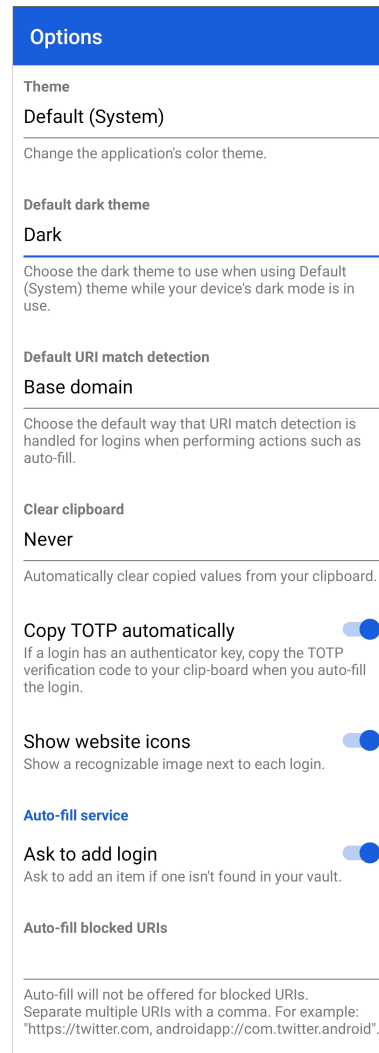 Options
Theme
Default (System)
Change the application's color theme.
Default dark theme
Dark
Choose the dark theme to use when using Default
(System) theme while your device's dark mode is in
use.
Default URI match detection
Base domain
Choose the default way that URI match detection is
handled for logins when performing actions such as
auto-fill.
Clear clipboard
Never
Automatically clear copied values from your clipboard.
Copy TOTP automatically
If a login has an authenticator key, copy the TOTP
verification code to your clip-board when you auto-fill
the login.
Show website icons
Show a recognizable image next to each login.
Auto-fill service
Ask to add login
Ask to add an item if one isn't found in your vault.
Auto-fill blocked URIs
Auto-fill will not be offered for blocked URIs.
Separate multiple URIs with a comma. For example:
"https://twitter.com, androidapp://com.twitter.android".